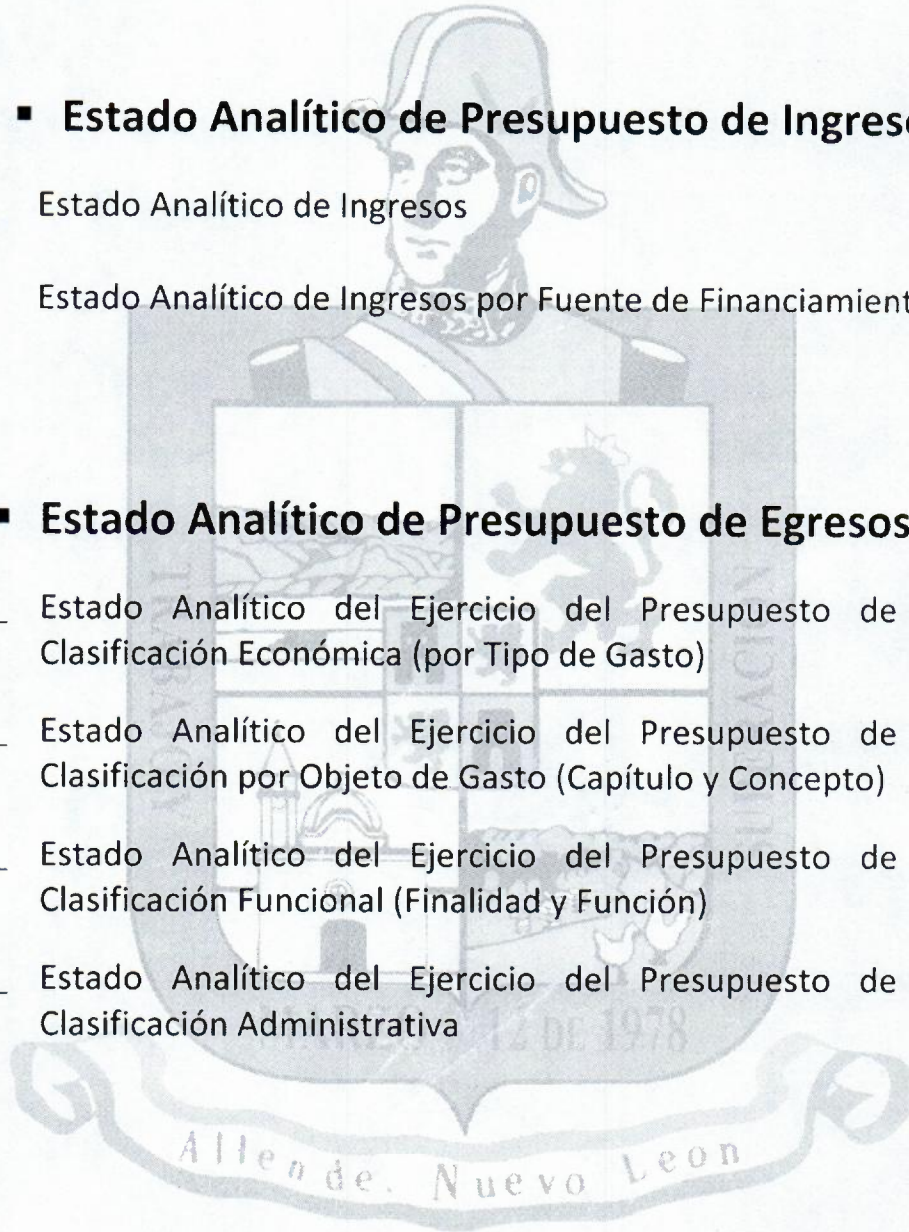 ▪ Estado Analítico de Presupuesto de Ingres
Estado Analítico de Ingresos
Estado Analítico de Ingresos por Fuente de Financiamient
▪ Estado Analítico de Presupuesto de Egresos
_ Estado Analítico del Ejercicio del Presupuesto de
Clasificación Económica (por Tipo de Gasto)
_ Estado Analítico del Ejercicio del Presupuesto de
Clasificación por Objeto de Gasto (Capítulo y Concepto)
_ Estado Analítico del Ejercicio del Presupuesto de
Clasificación Funcional (Finalidad y Función)
_ Estado Analítico del Ejercicio del Presupuesto de
Clasificación Administrativa
12 DE 1978
Allende, Nuevo Leon